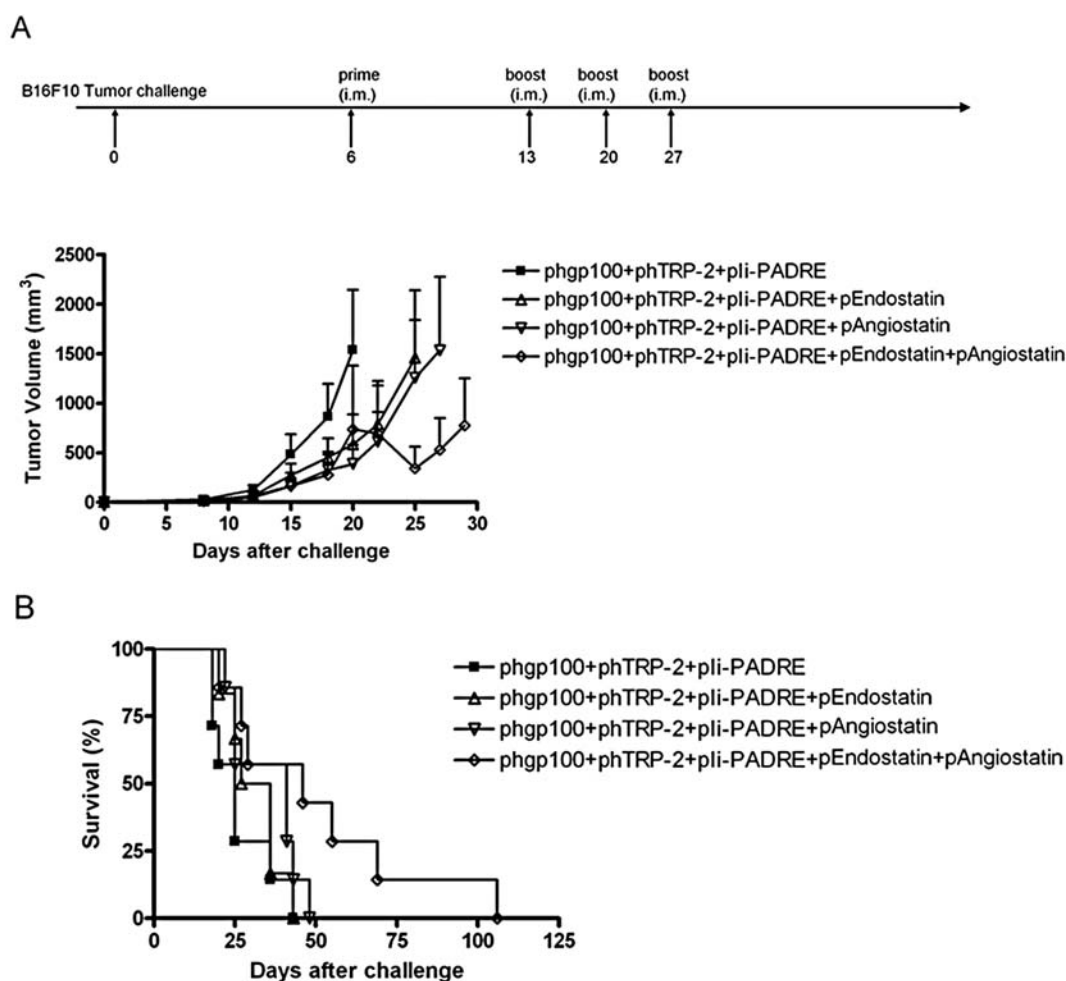 A
prime boost boost boost
B16F10 Tumor challenge (i.m.) (i.m.) (i.m.) (i.m.)
0 6 13 20 27
2500
2000
1500
1000
500
0
Tumor Volume (mm³)
0 5 10 15 20 25 30
Days after challenge
phgp100+phTRP-2+pIi-PADRE
phgp100+phTRP-2+pIi-PADRE+pEndostatin
phgp100+phTRP-2+pIi-PADRE+pAngiostatin
phgp100+phTRP-2+pIi-PADRE+pEndostatin+pAngiostatin
B
100
75
50
25
0
Survival (%)
0 25 50 75 100 125
Days after challenge
phgp100+phTRP-2+pIi-PADRE
phgp100+phTRP-2+pIi-PADRE+pEndostatin
phgp100+phTRP-2+pIi-PADRE+pAngiostatin
phgp100+phTRP-2+pIi-PADRE+pEndostatin+pAngiostatin